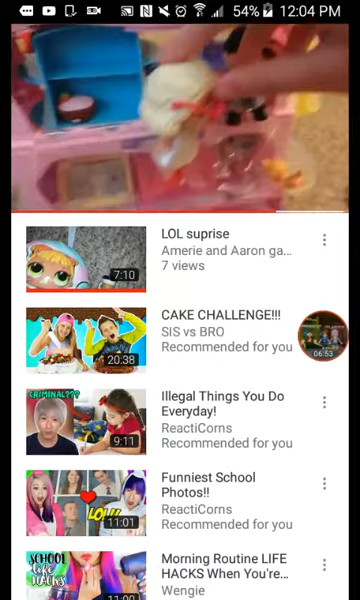 54% 12:04 PM
LOL suprise
Amerie and Aaron ga...
7 views
7:10
CAKE CHALLENGE!!!
SIS vs BRO
Recommended for you
20:38
06:53
Illegal Things You Do
Everyday!
ReactiCorns
Recommended for you
CRIMINAL???
9:11
Funniest School
Photos!!
ReactiCorns
Recommended for you
LOL!
11:01
Morning Routine LIFE
HACKS When You're...
Wengie
SCHOOL
life
HACKS
11:00